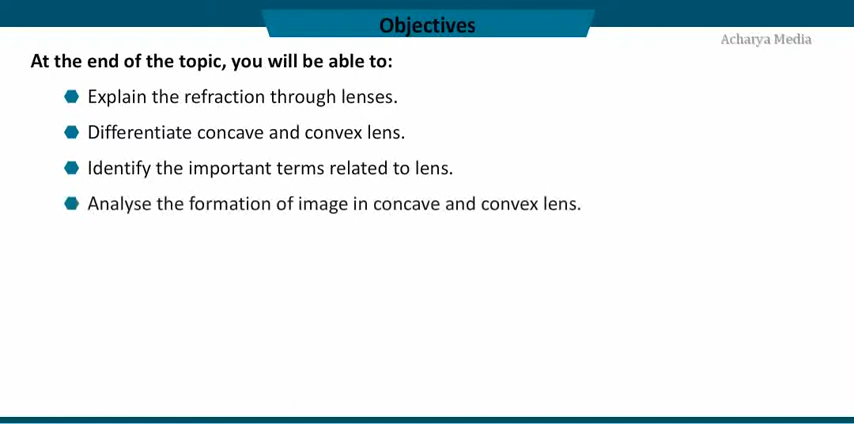 Objectives
Acharya Media
At the end of the topic, you will be able to:
Explain the refraction through lenses.
Differentiate concave and convex lens.
Identify the important terms related to lens.
Analyse the formation of image in concave and convex lens.